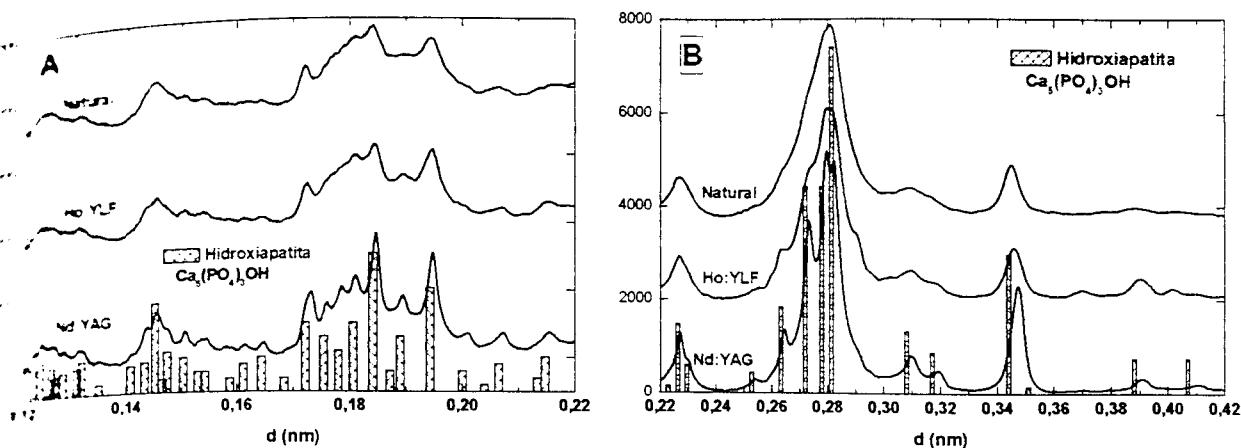 A
Natural
Ho:YLF
Hidroxiapatita
Ca₅(PO₄)₃OH
Nd:YAG
0,14
0,16
0,18
0,20
0,22
d (nm)
B
8000
6000
4000
2000
0
Hidroxiapatita
Ca₅(PO₄)₃OH
Natural
Ho:YLF
Nd:YAG
0,22
0,24
0,26
0,28
0,30
0,32
0,34
0,36
0,38
0,40
0,42
d (nm)